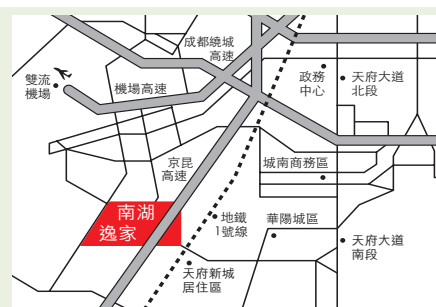 成都繞城
高速
雙流
機場
機場高速
政務
中心
天府大道
北段
京昆
高速
城南商務區
南湖
逸家
地鐵
1號線
華陽城區
天府大道
南段
天府新城
居住區